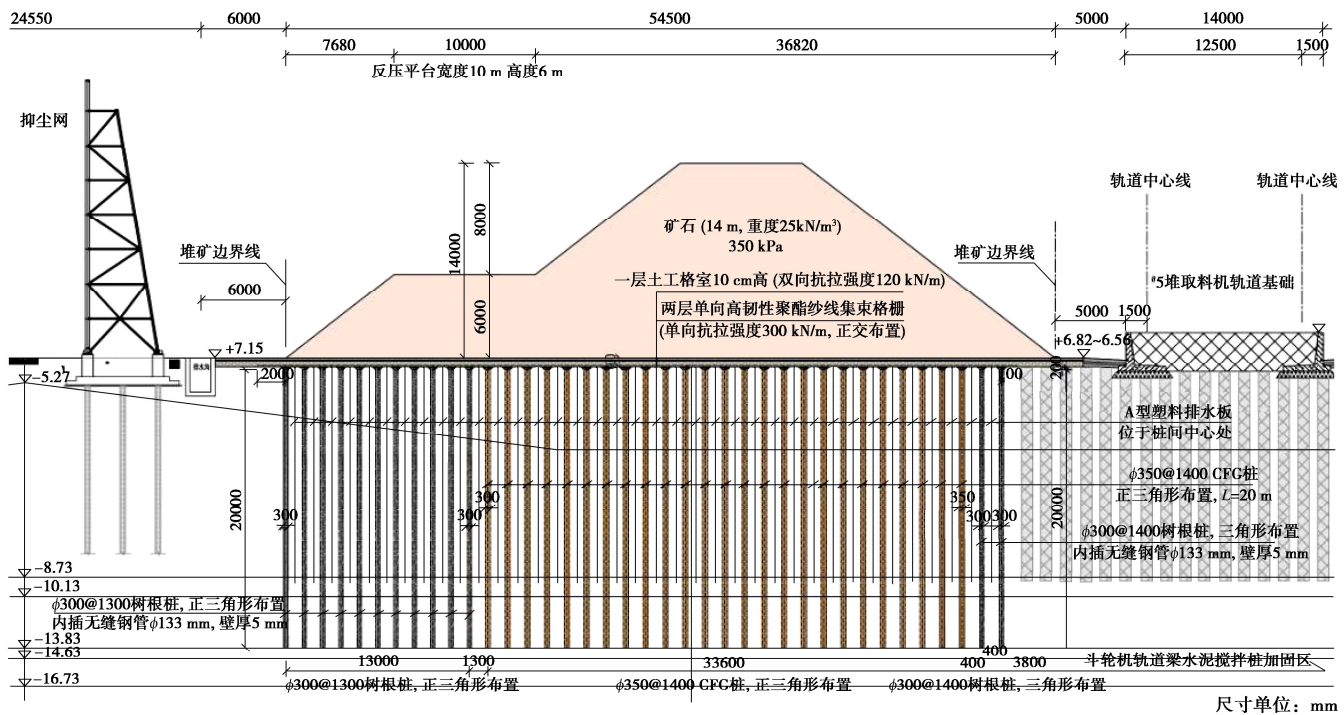 24550 6000 54500 5000 14000
7680 10000 36820 12500 1500
反压平台宽度10 m 高度6 m
抑尘网
轨道中心线 轨道中心线
14000 8000 6000
矿石 (14 m, 重度25kN/m³)
350 kPa
堆矿边界线 堆矿边界线
一层土工格室10 cm高 (双向抗拉强度120 kN/m)
#5堆取料机轨道基础
6000
两层单向高韧性聚酯纱线集束格栅
(单向抗拉强度300 kN/m, 正交布置)
5000 1500
+7.15 +6.82~6.56
排水沟
-5.27 2000 200
A型塑料排水板
位于桩间中心处
φ350@1400 CFG桩
正三角形布置, L=20 m
300 350
20000 300 300 300 300 20000
φ300@1400树根桩, 三角形布置
内插无缝钢管φ133 mm, 壁厚5 mm
-8.73
-10.13
φ300@1300树根桩, 正三角形布置
内插无缝钢管φ133 mm, 壁厚5 mm
-13.83
-14.63
400
13000 1300 33600 400 3800
斗轮机轨道梁水泥搅拌桩加固区
-16.73
φ300@1300树根桩, 正三角形布置 φ350@1400 CFG桩, 正三角形布置 φ300@1400树根桩, 三角形布置
尺寸单位：mm